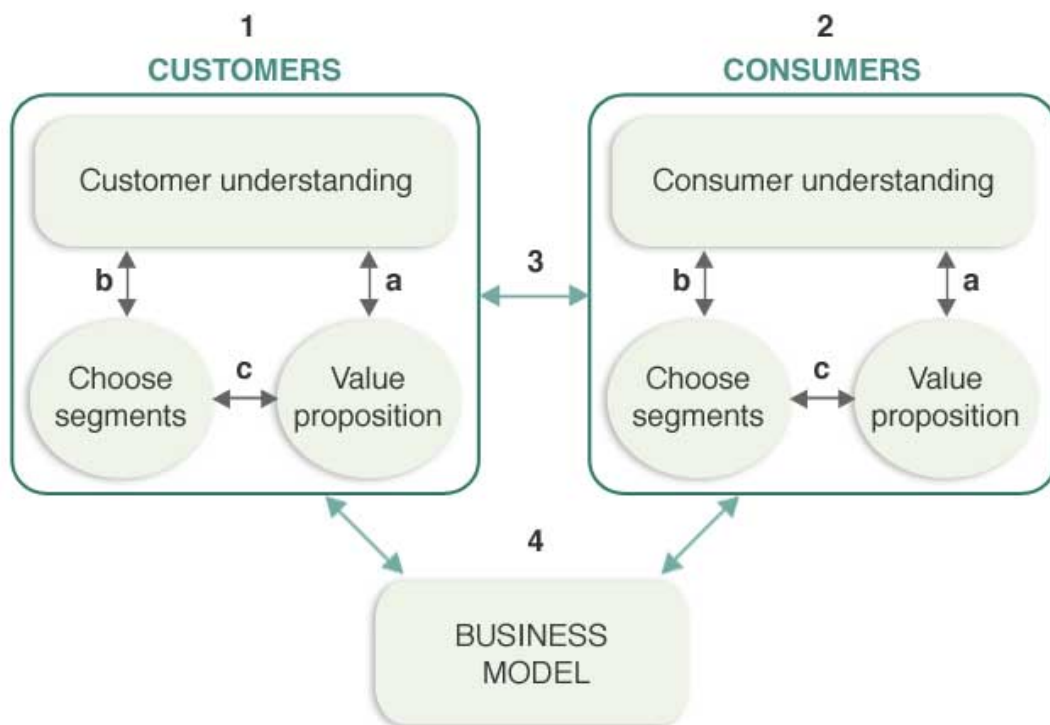 1
CUSTOMERS
Customer understanding
b
a
Choose
segments
c
Value
proposition
2
CONSUMERS
Consumer understanding
b
a
Choose
segments
c
Value
proposition
3
4
BUSINESS
MODEL